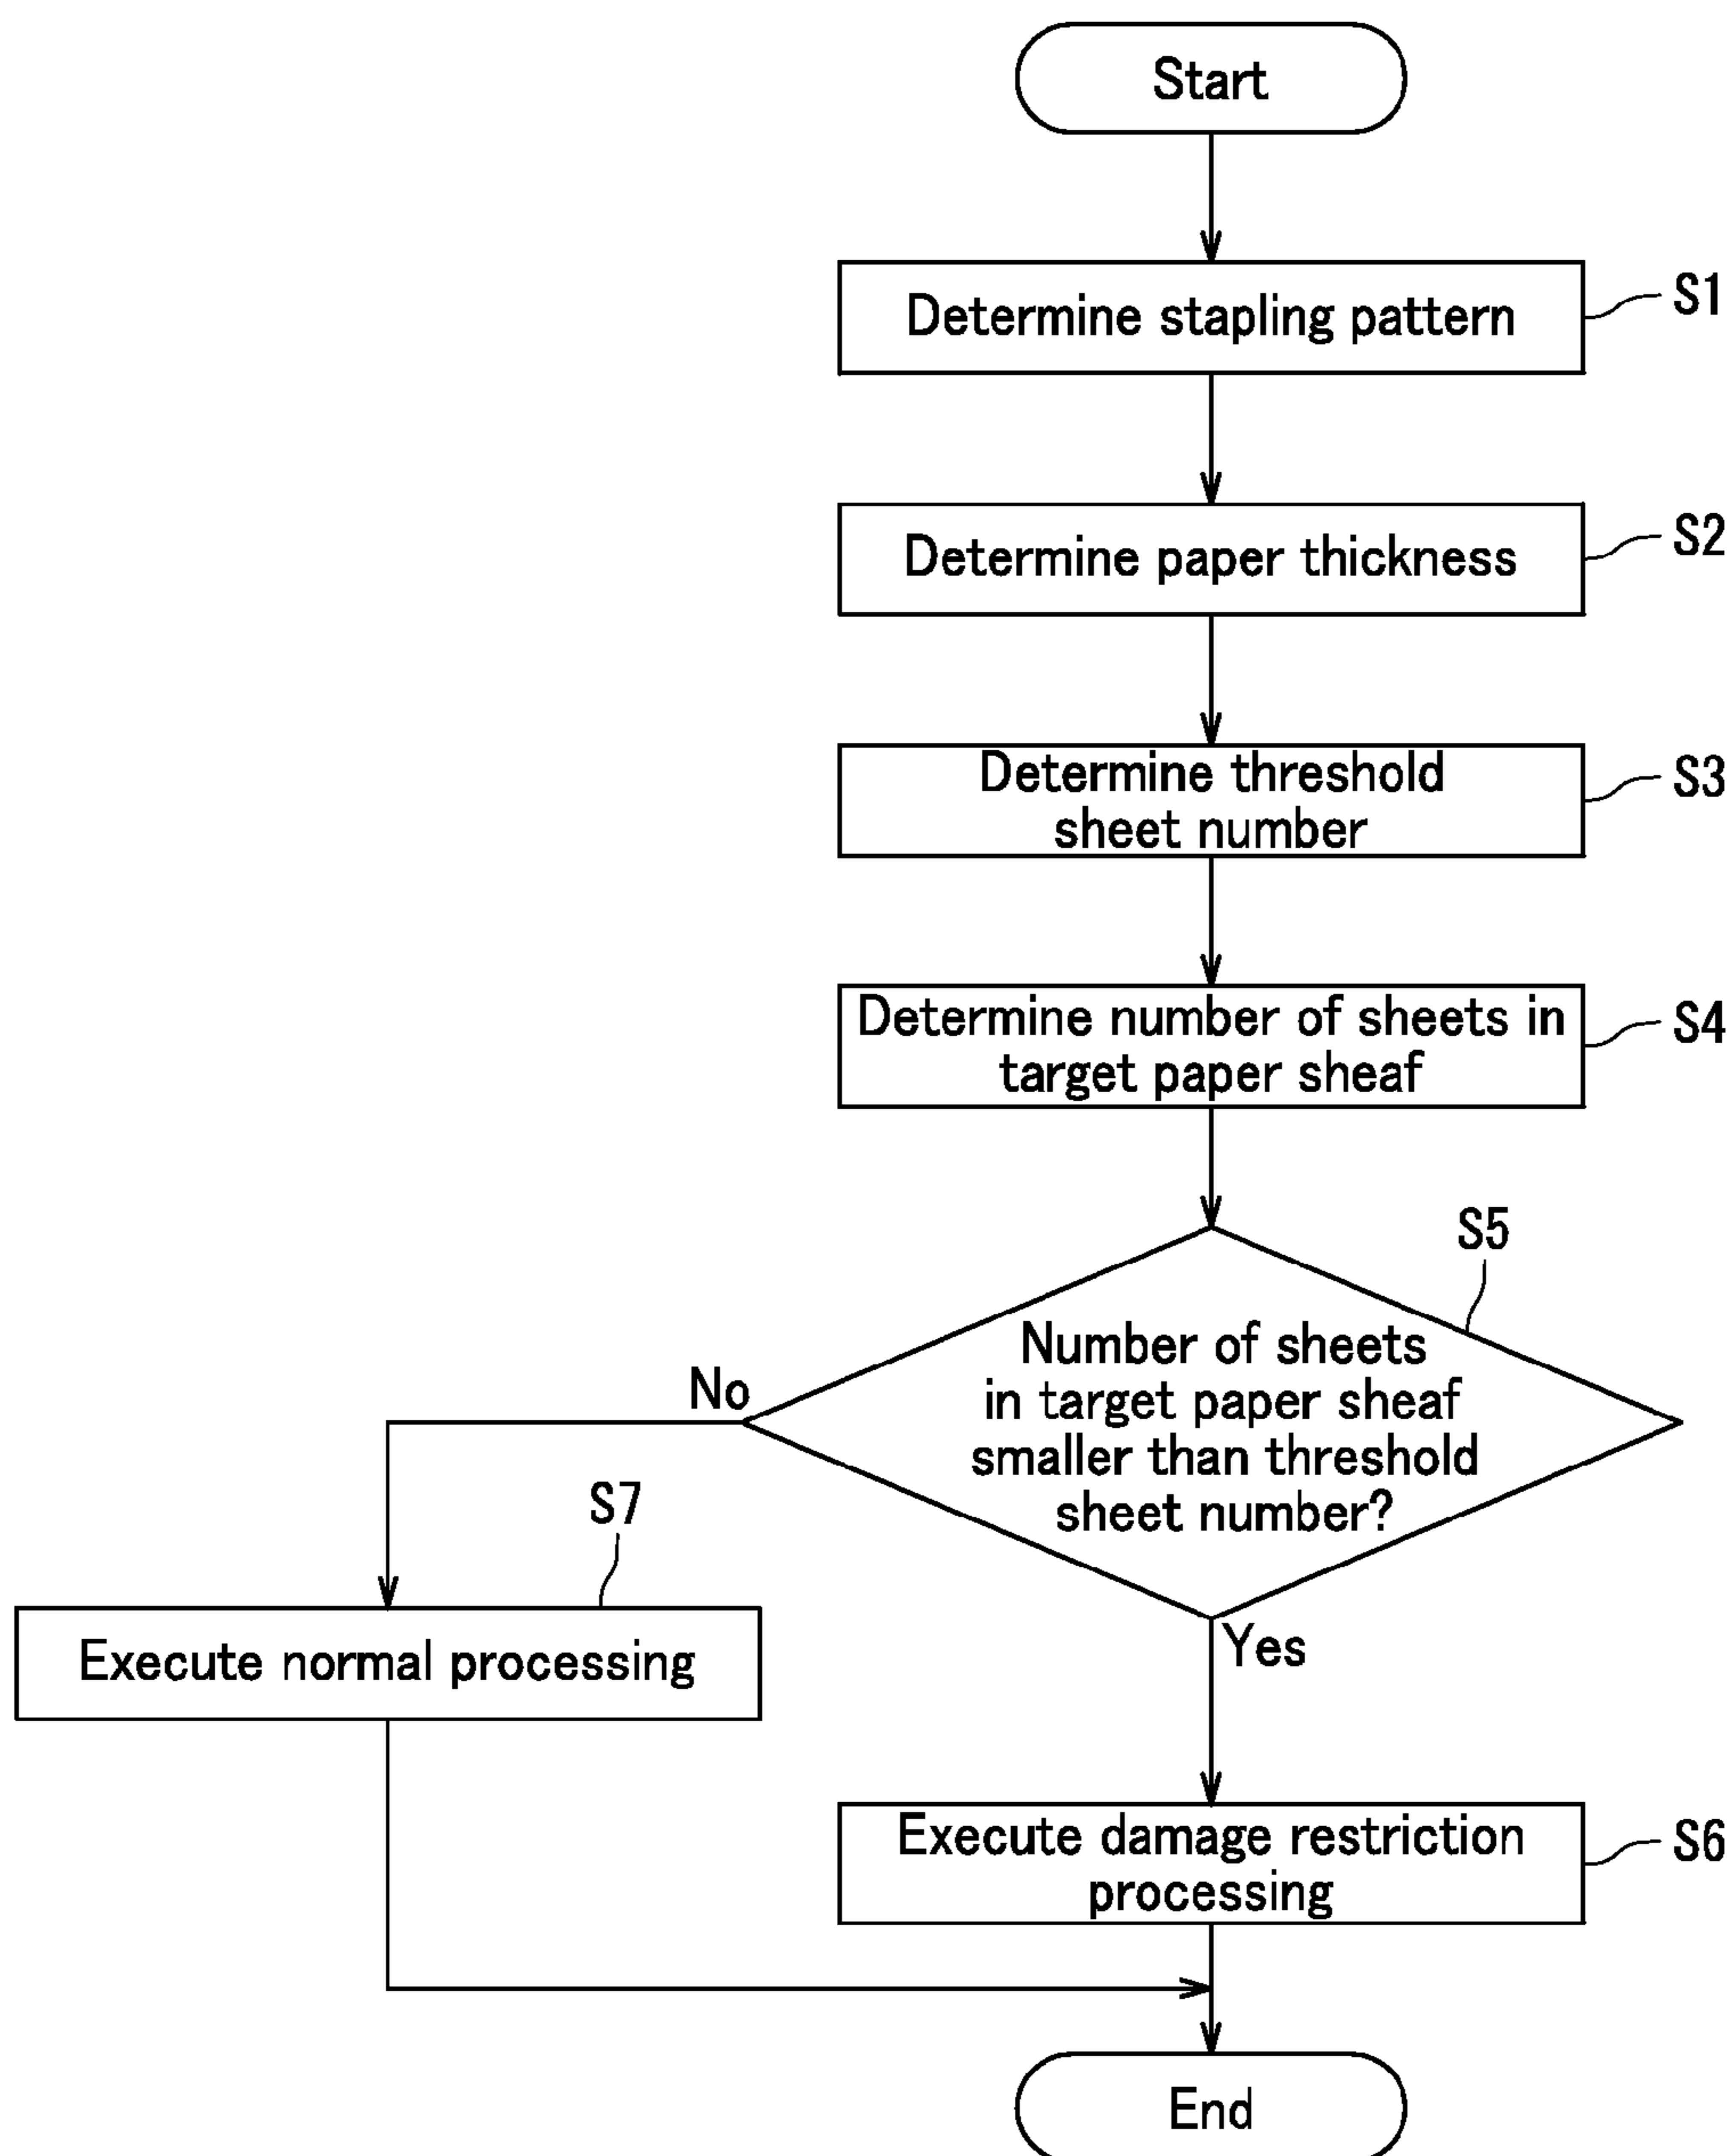 Start
Determine stapling pattern
S1
Determine paper thickness
S2
Determine threshold
sheet number
S3
Determine number of sheets in
target paper sheaf
S4
S5
Number of sheets
in target paper sheaf
smaller than threshold
sheet number?
No
S7
Execute normal processing
Yes
Execute damage restriction
processing
S6
End